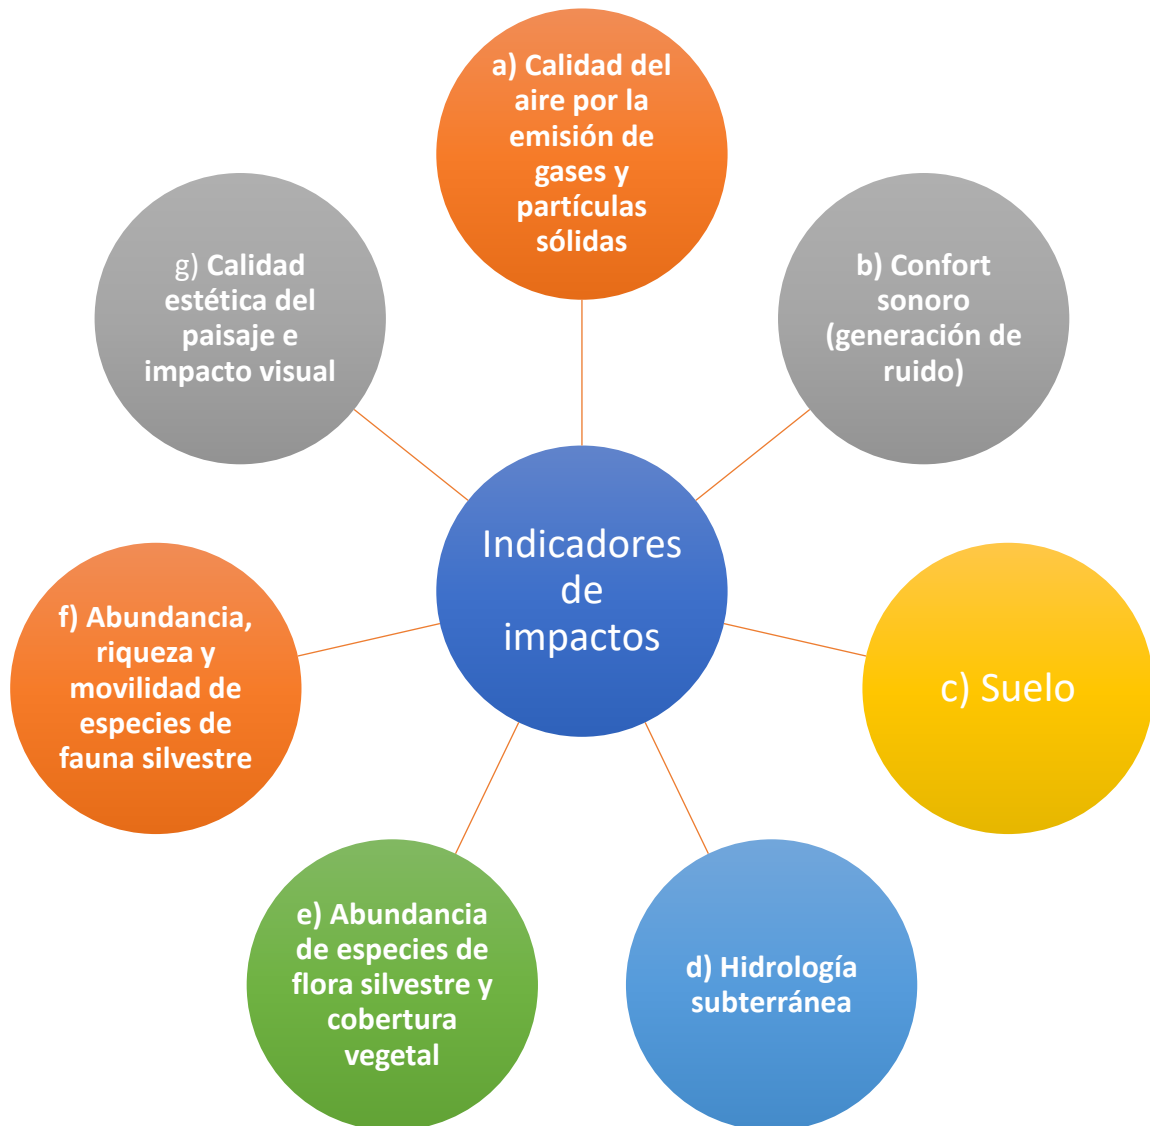 a) Calidad del
aire por la
emisión de
gases y
partículas
sólidas
b) Confort
sonoro
(generación de
ruido)
c) Suelo
d) Hidrología
subterránea
e) Abundancia
de especies de
flora silvestre y
cobertura
vegetal
f) Abundancia,
riqueza y
movilidad de
especies de
fauna silvestre
g) Calidad
estética del
paisaje e
impacto visual
Indicadores
de
impactos